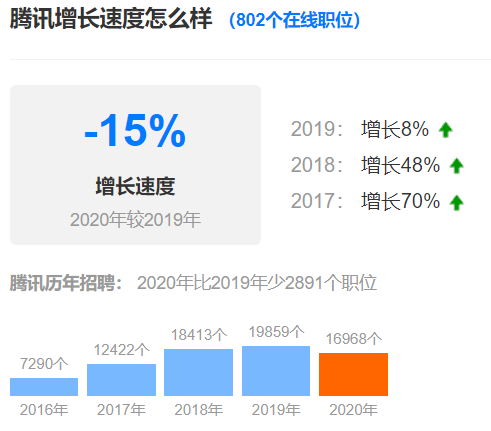 腾讯增长速度怎么样 （802个在线职位）
-15%
增长速度
2020年较2019年
2019： 增长8%
2018： 增长48%
2017： 增长70%
腾讯历年招聘： 2020年比2019年少2891个职位
7290个
12422个
18413个
19859个
16968个
2016年
2017年
2018年
2019年
2020年